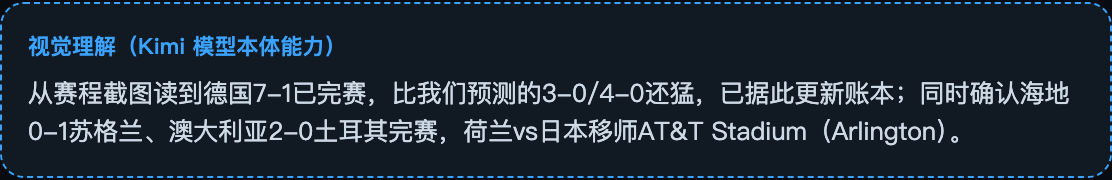 视觉理解（Kimi 模型本体能力）
从赛程截图读到德国7-1已完赛，比我们预测的3-0/4-0还猛，已据此更新账本；同时确认海地
0-1苏格兰、澳大利亚2-0土耳其完赛，荷兰vs日本移师AT&T Stadium（Arlington）。